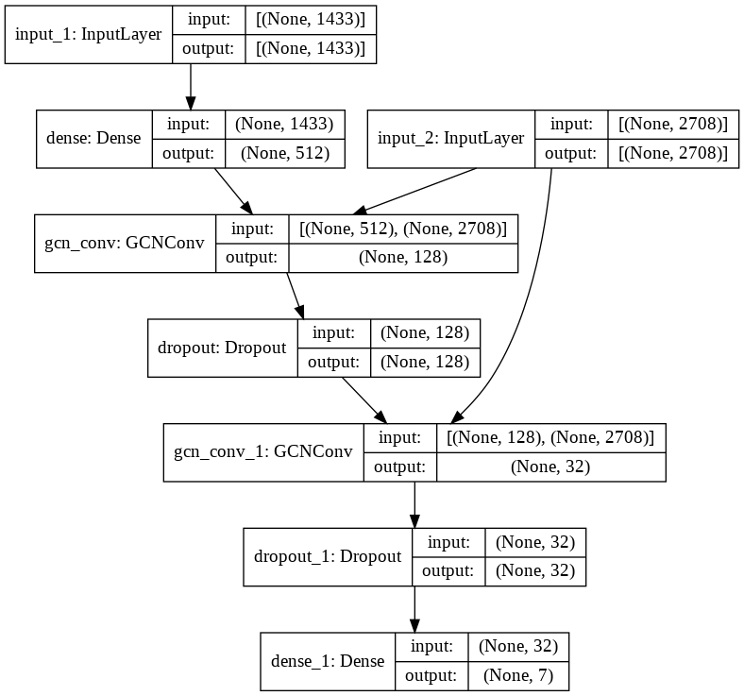 input_1: InputLayer
input: [(None, 1433)]
output: [(None, 1433)]
dense: Dense
input: (None, 1433)
output: (None, 512)
input_2: InputLayer
input: [(None, 2708)]
output: [(None, 2708)]
gcn_conv: GCNConv
input: [(None, 512), (None, 2708)]
output: (None, 128)
dropout: Dropout
input: (None, 128)
output: (None, 128)
gcn_conv_1: GCNConv
input: [(None, 128), (None, 2708)]
output: (None, 32)
dropout_1: Dropout
input: (None, 32)
output: (None, 32)
dense_1: Dense
input: (None, 32)
output: (None, 7)